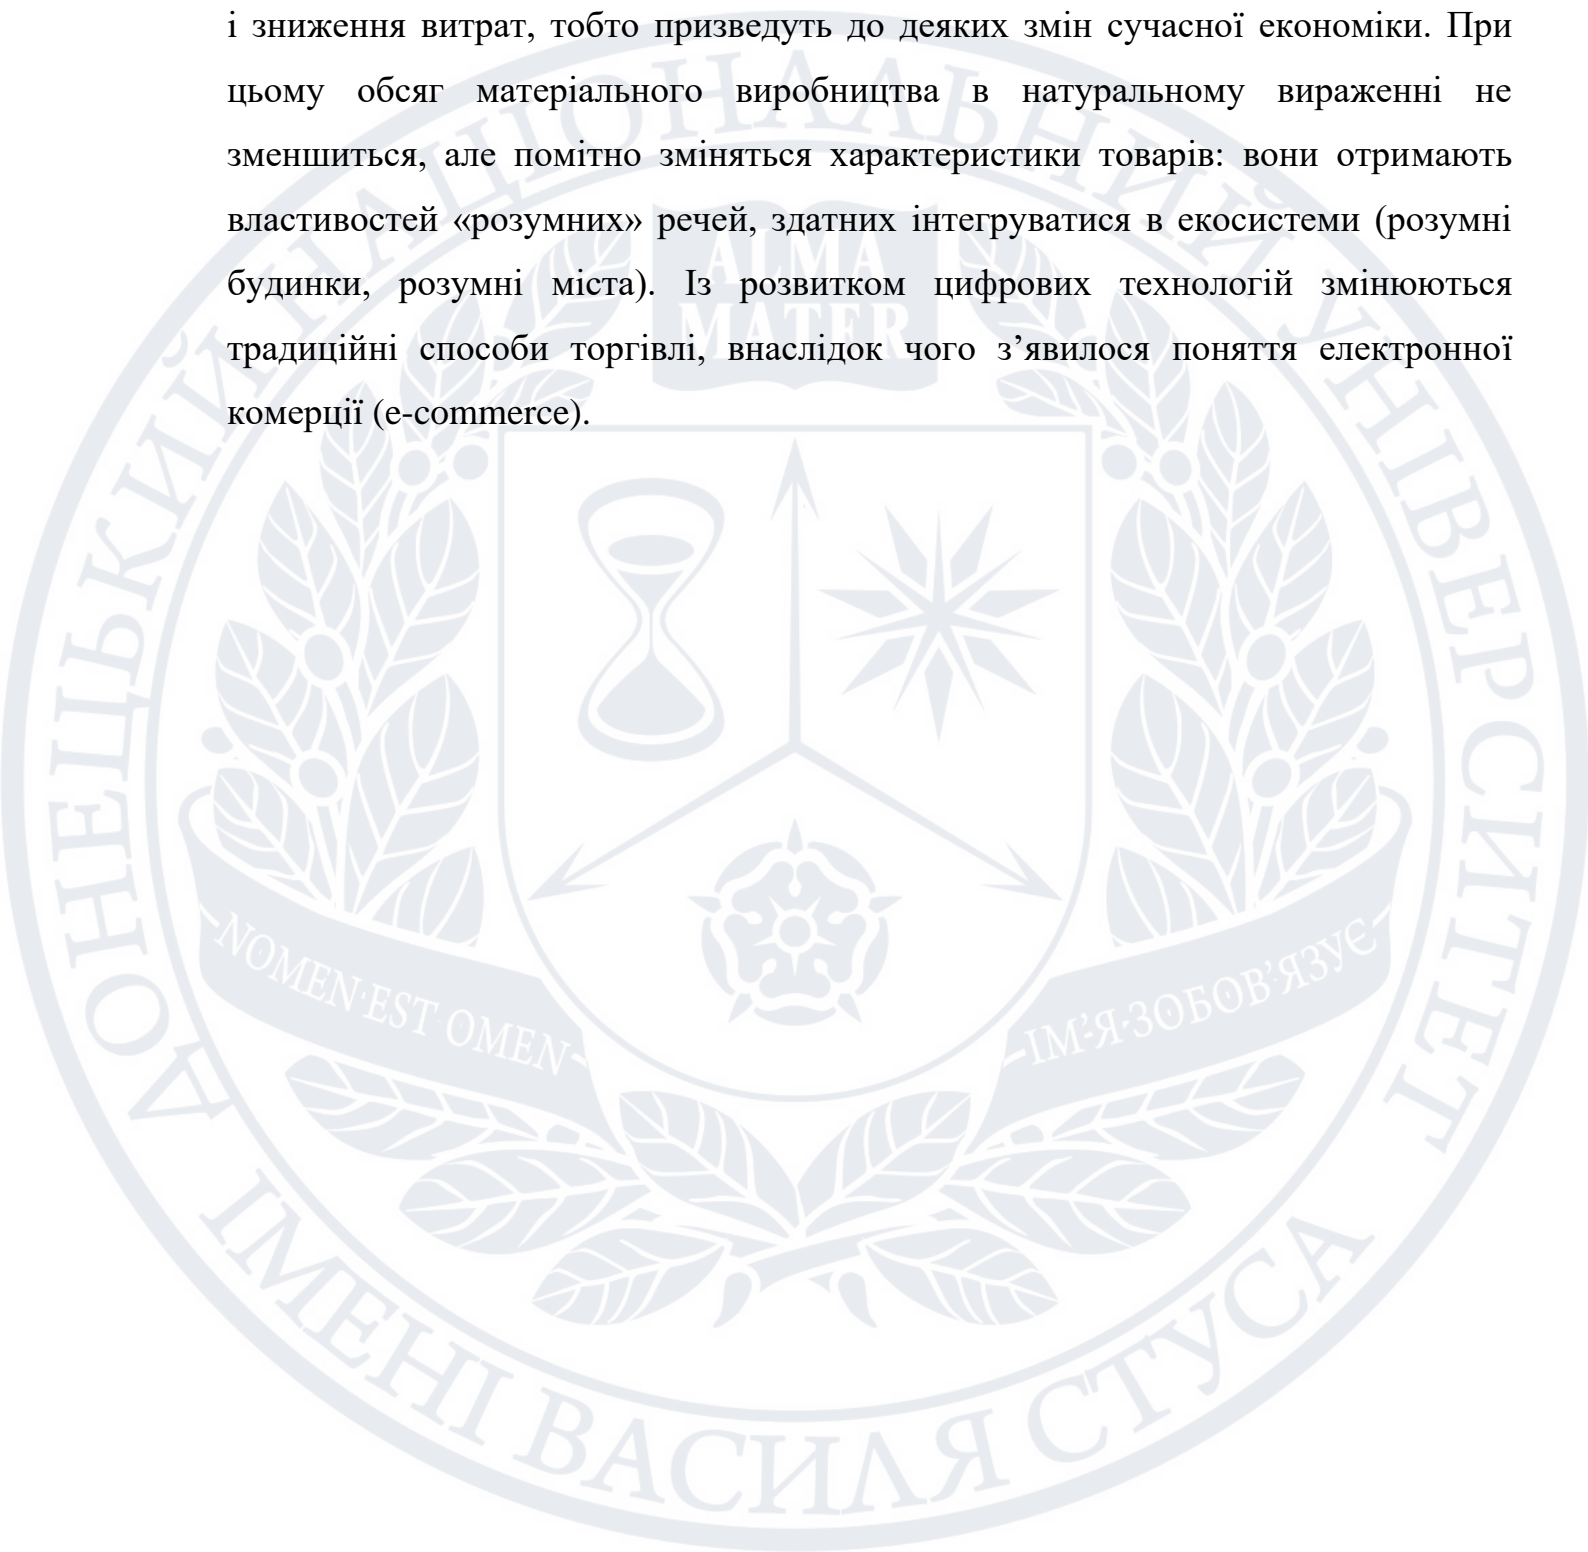 і зниження витрат, тобто призведуть до деяких змін сучасної економіки. При
цьому обсяг матеріального виробництва в натуральному вираженні не
зменшиться, але помітно зміняться характеристики товарів: вони отримають
властивостей «розумних» речей, здатних інтегруватися в екосистеми (розумні
будинки, розумні міста). Із розвитком цифрових технологій змінюються
традиційні способи торгівлі, внаслідок чого з’явилося поняття електронної
комерції (e-commerce).
ДОНЕЦЬКИЙ НАЦІОНАЛЬНИЙ УНІВЕРСИТЕТ
ALMA
MATER
NOMEN·EST·OMEN
ІМ’Я·ЗОБОВ’ЯЗУЄ
ІМЕНІ ВАСИЛЯ СТУСА